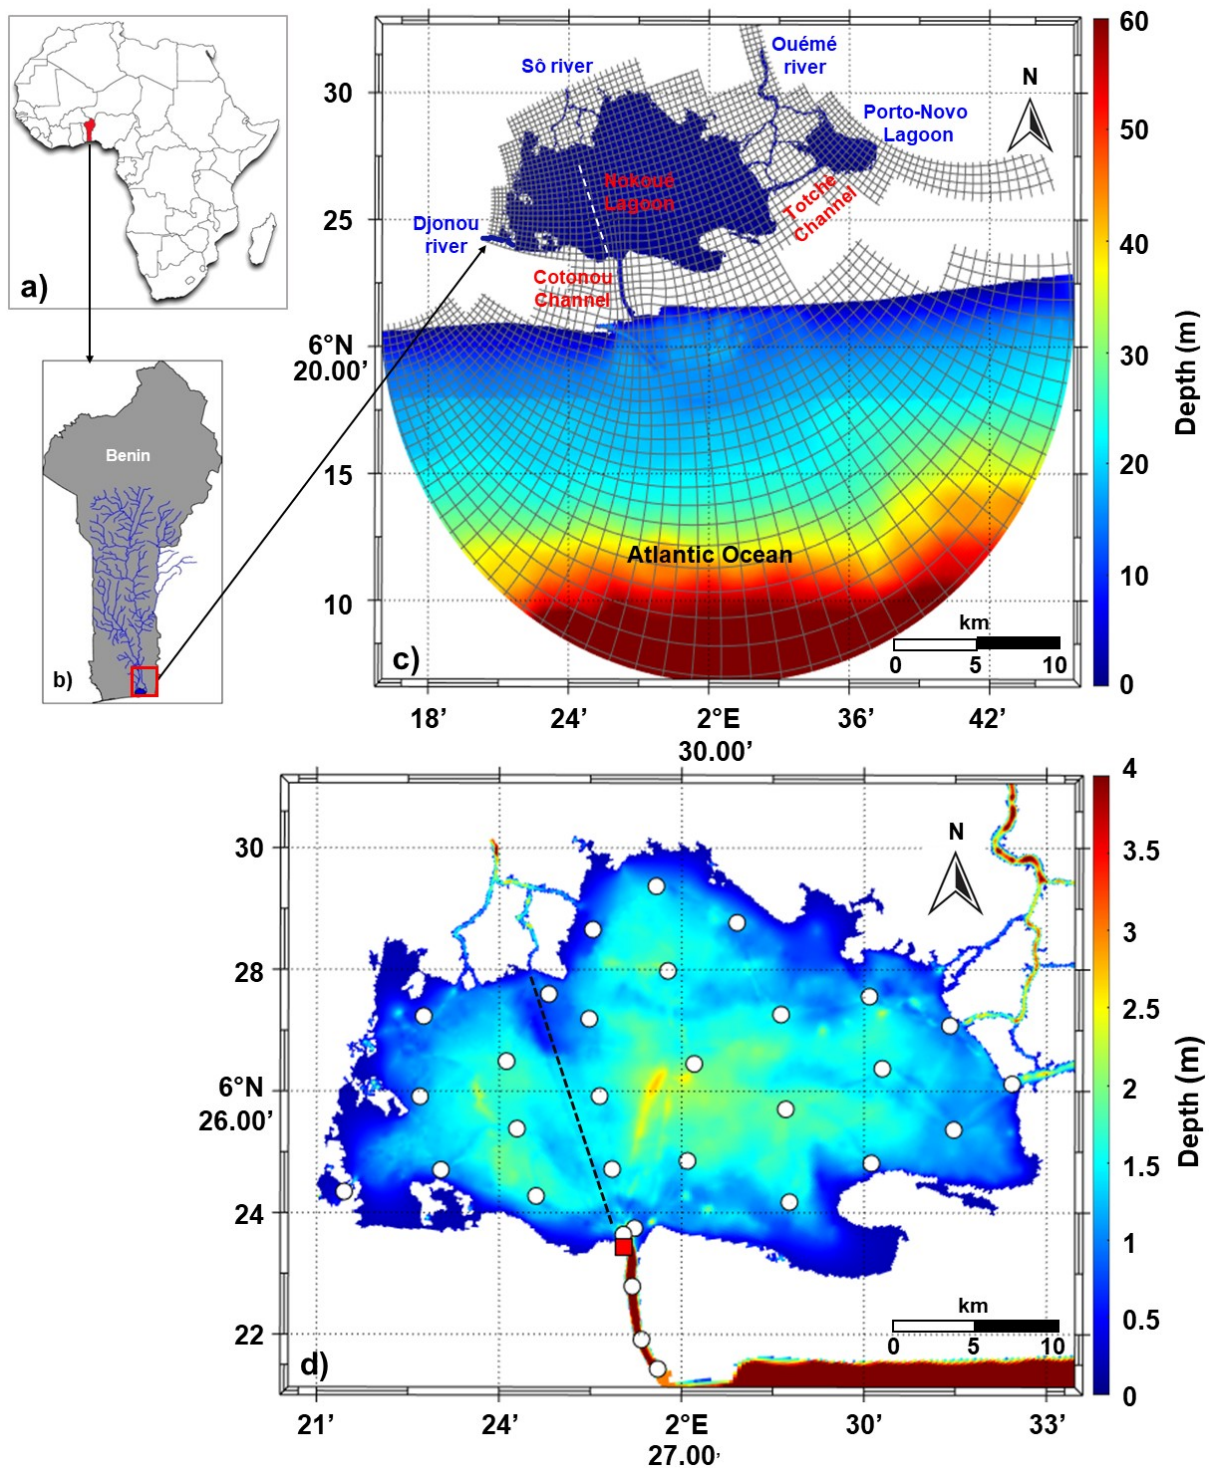 a)
Benin
b)
Sô river
Ouémé
river
Porto-Novo
Lagoon
N
Nokoué
Lagoon
Totche
Channel
Djonou
river
Cotonou
Channel
Atlantic Ocean
km
0 5 10
c)
30
25
6°N
20.00’
15
10
18’ 24’ 2°E 36’ 42’
30.00’
60
50
40
30
20
10
0
Depth (m)
N
km
0 5 10
d)
30
28
6°N
26.00’
24
22
21’ 24’ 2°E 30’ 33’
27.00’
4
3.5
3
2.5
2
1.5
1
0.5
0
Depth (m)